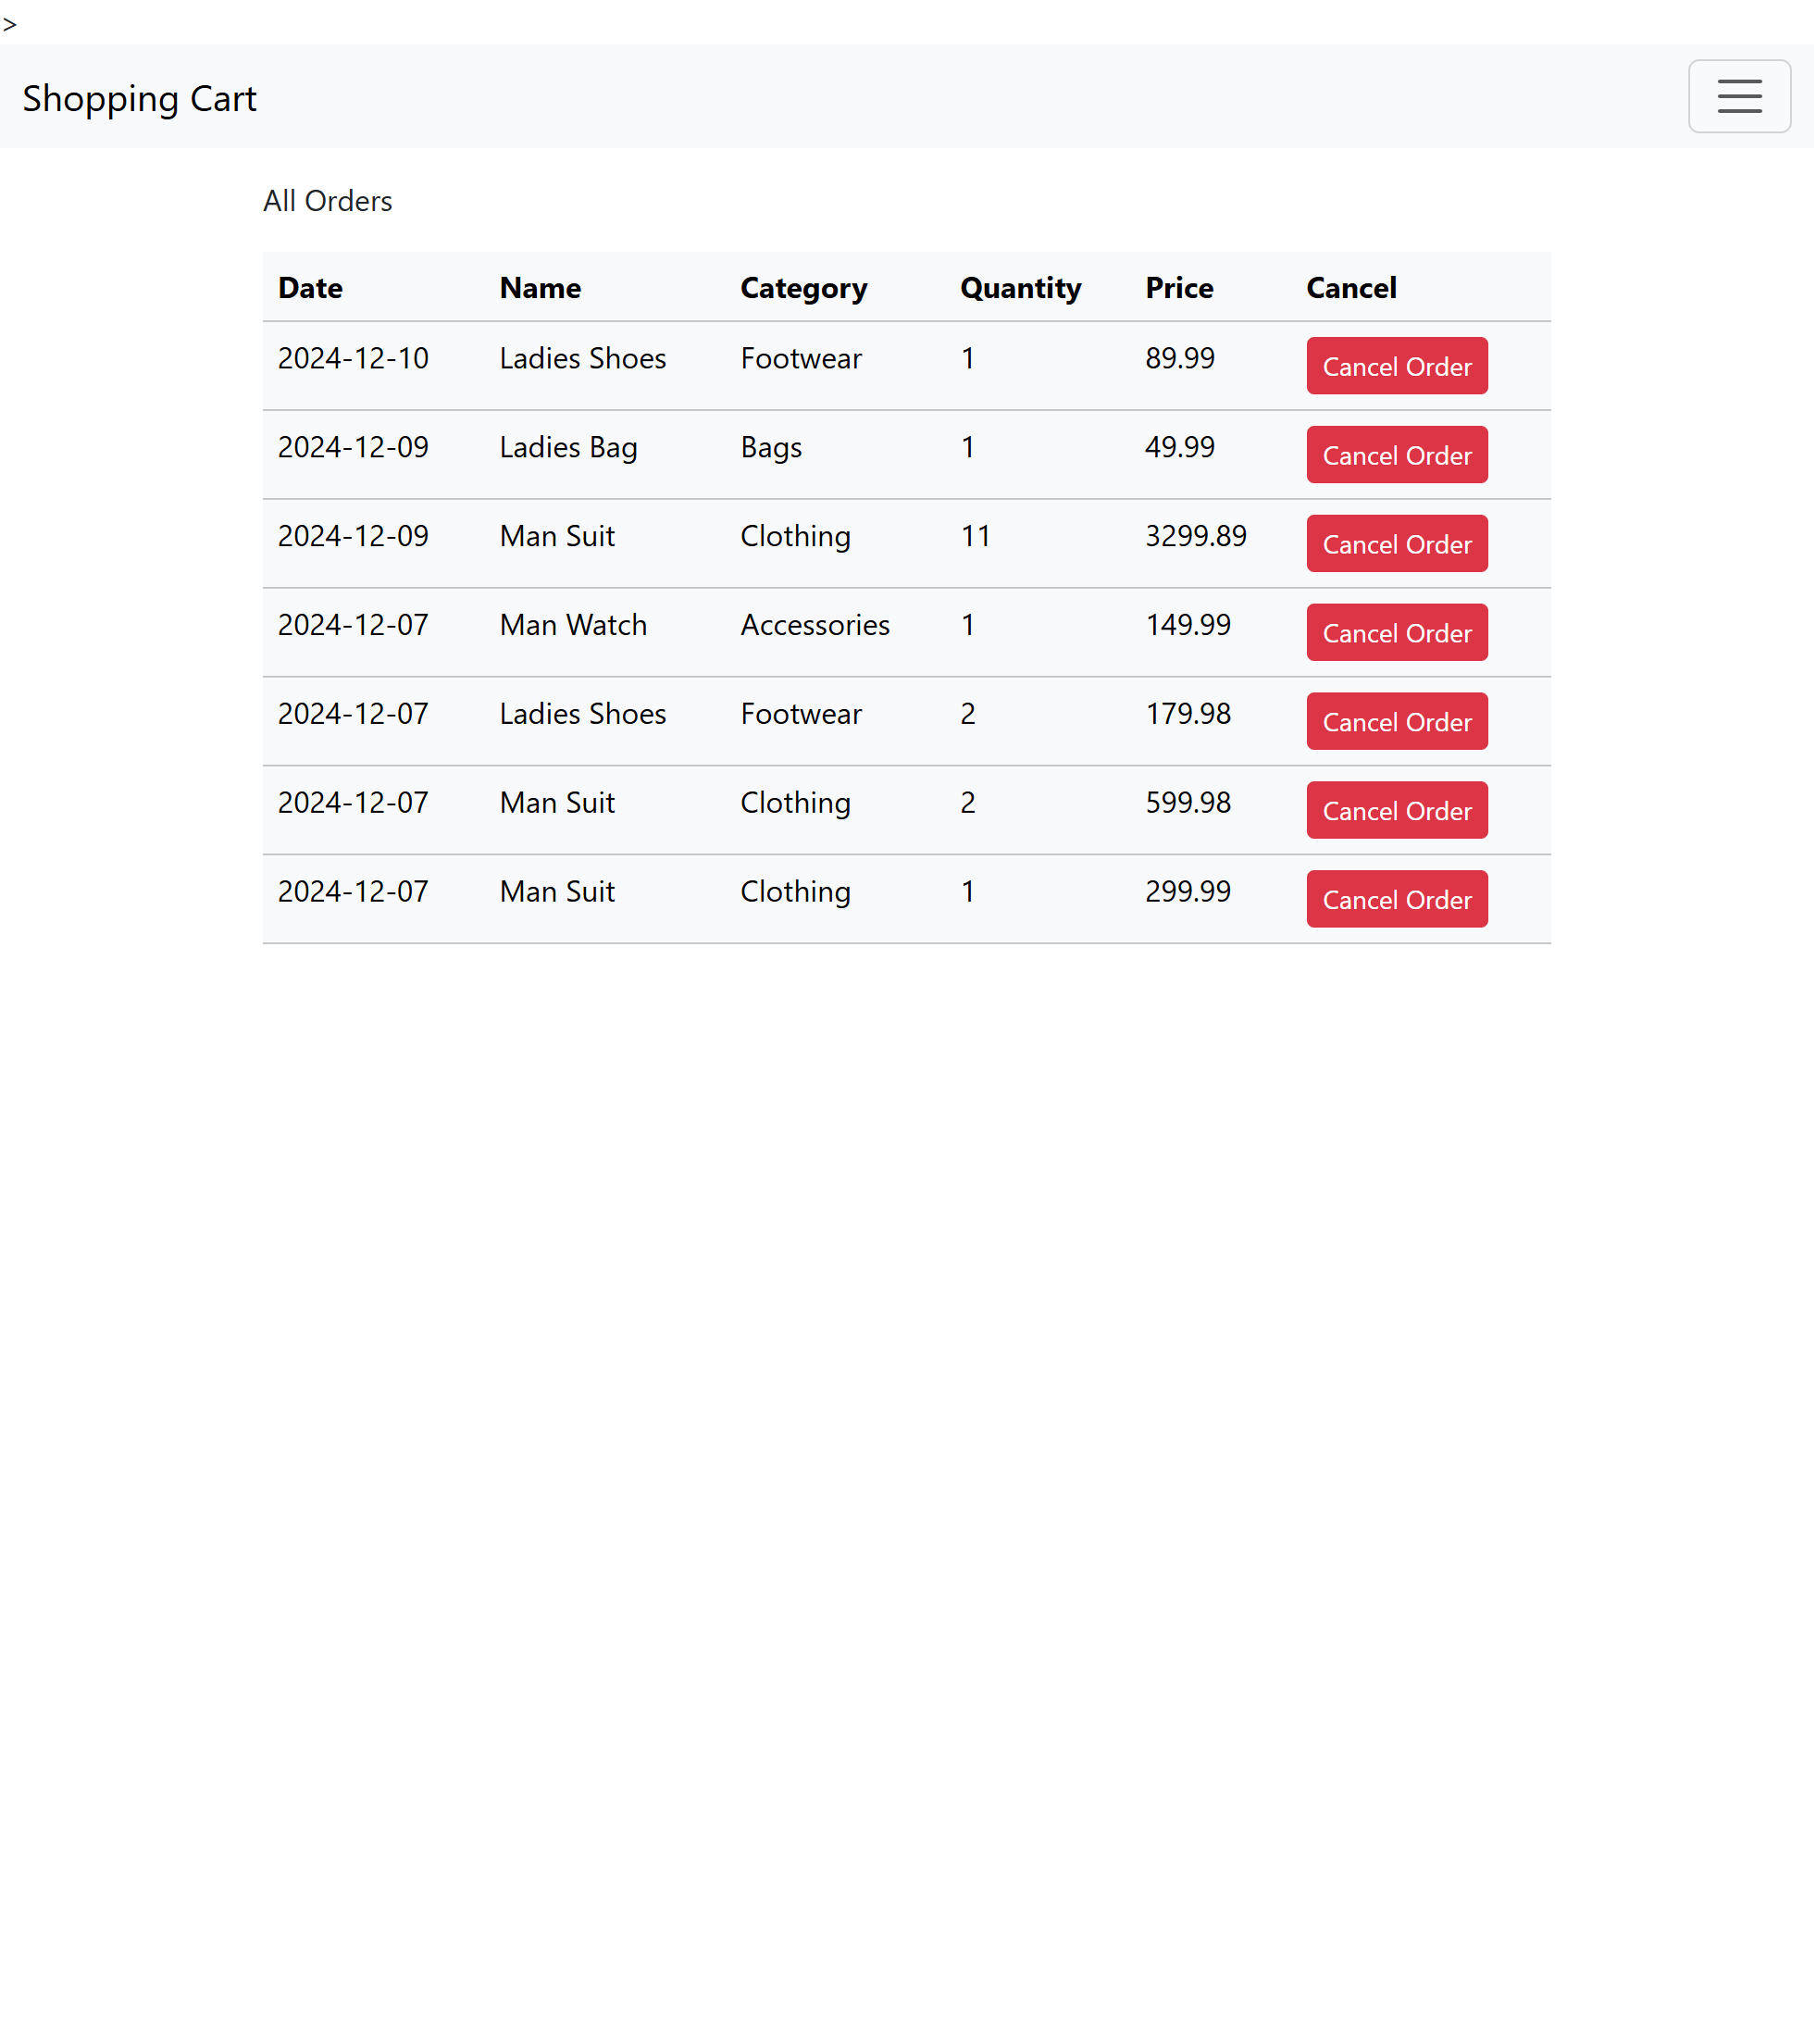 >
Shopping Cart
All Orders
Date Name Category Quantity Price Cancel
2024-12-10 Ladies Shoes Footwear 1 89.99 Cancel Order
2024-12-09 Ladies Bag Bags 1 49.99 Cancel Order
2024-12-09 Man Suit Clothing 11 3299.89 Cancel Order
2024-12-07 Man Watch Accessories 1 149.99 Cancel Order
2024-12-07 Ladies Shoes Footwear 2 179.98 Cancel Order
2024-12-07 Man Suit Clothing 2 599.98 Cancel Order
2024-12-07 Man Suit Clothing 1 299.99 Cancel Order